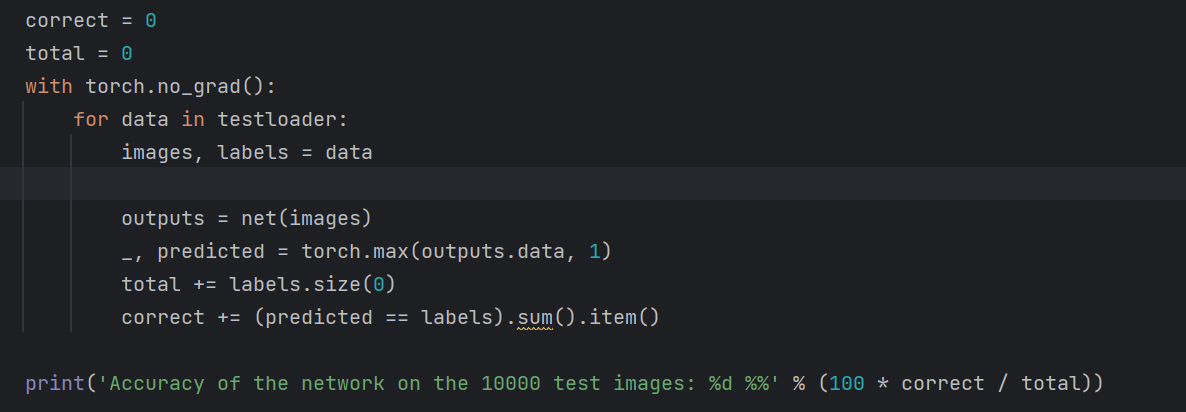 correct = 0
total = 0
with torch.no_grad():
    for data in testloader:
        images, labels = data
        outputs = net(images)
        _, predicted = torch.max(outputs.data, 1)
        total += labels.size(0)
        correct += (predicted == labels).sum().item()
print('Accuracy of the network on the 10000 test images: %d %%' % (100 * correct / total))